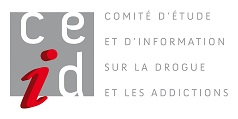 ce
id
COMITÉ D'ÉTUDE
ET D'INFORMATION
SUR LA DROGUE
ET LES ADDICTIONS